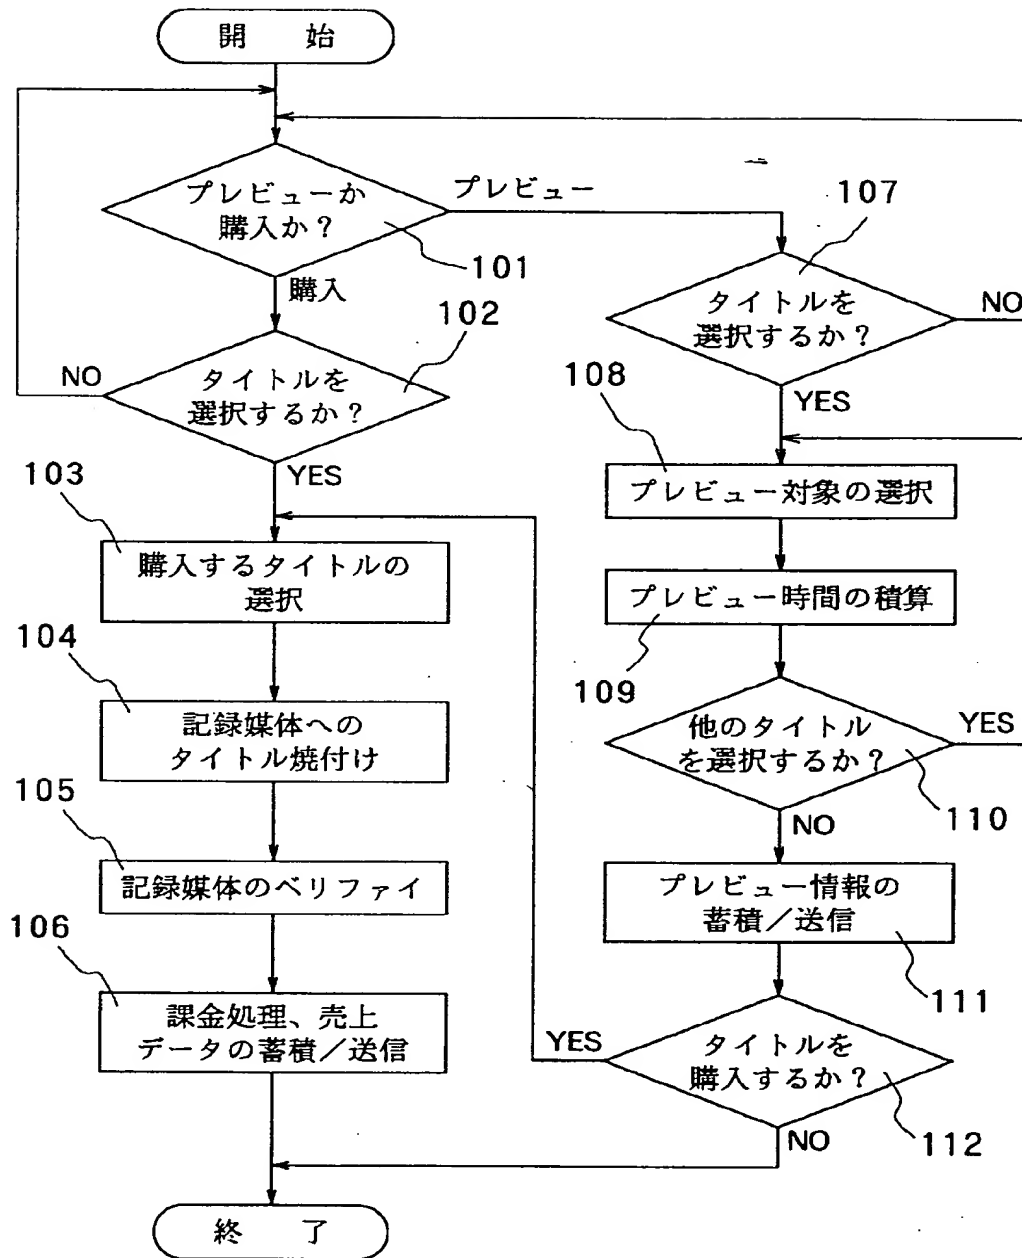 開 始
プレビューか
購入か？
プレビュー
101
購入
102
タイトルを
選択するか？
NO
YES
103
購入するタイトルの
選択
104
記録媒体への
タイトル焼付け
105
記録媒体のベリファイ
106
課金処理、売上
データの蓄積／送信
107
タイトルを
選択するか？
NO
YES
108
プレビュー対象の選択
プレビュー時間の積算
109
他のタイトル
を選択するか？
YES
110
NO
プレビュー情報の
蓄積／送信
111
タイトルを
購入するか？
YES
112
NO
終 了